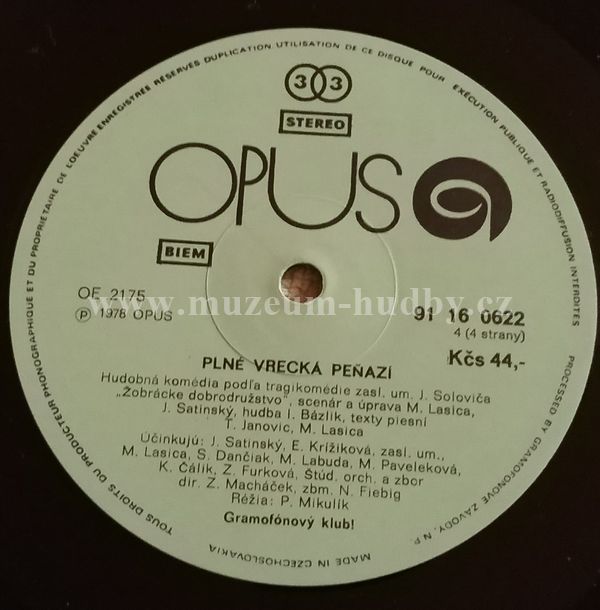 TOUS DROITS DU PRODUCTEUR PHONOGRAPHIQUE ET DU PROPRIETAIRE DE L'OEUVRE ENREGISTRÉE RÉSERVÉS DUPLICATION UTILISATION DE CE DISQUE POUR EXÉCUTION PUBLIQUE ET RADIODIFFUSION INTERDITES
PROCESSED BY GRAMOFONOVÉ ZÁVODY, N. P.
33
STEREO
OPUS
BIEM
OE 2175
℗ 1978 OPUS
www.muzeum-hudby.cz
91 16 0622
4 (4 strany)
Kčs 44,-
PLNÉ VRECKÁ PEŇAZÍ
Hudobná komédia podľa tragikomédie zasl. um. J. Soloviča
„Žobrácke dobrodružstvo", scenár a úprava M. Lasica,
J. Satinský, hudba I. Bázlik, texty piesní
T. Janovic, M. Lasica
Účinkujú: J. Satinský, E. Krížiková, zasl. um.,
M. Lasica, S. Dančiak, M. Labuda, M. Paveleková,
K. Čálik, Z. Furková, Štúd. orch. a zbor
dir. Z. Macháček, zbm. N. Fiebig
Réžia: P. Mikulík
Gramofónový klub!
MADE IN CZECHOSLOVAKIA